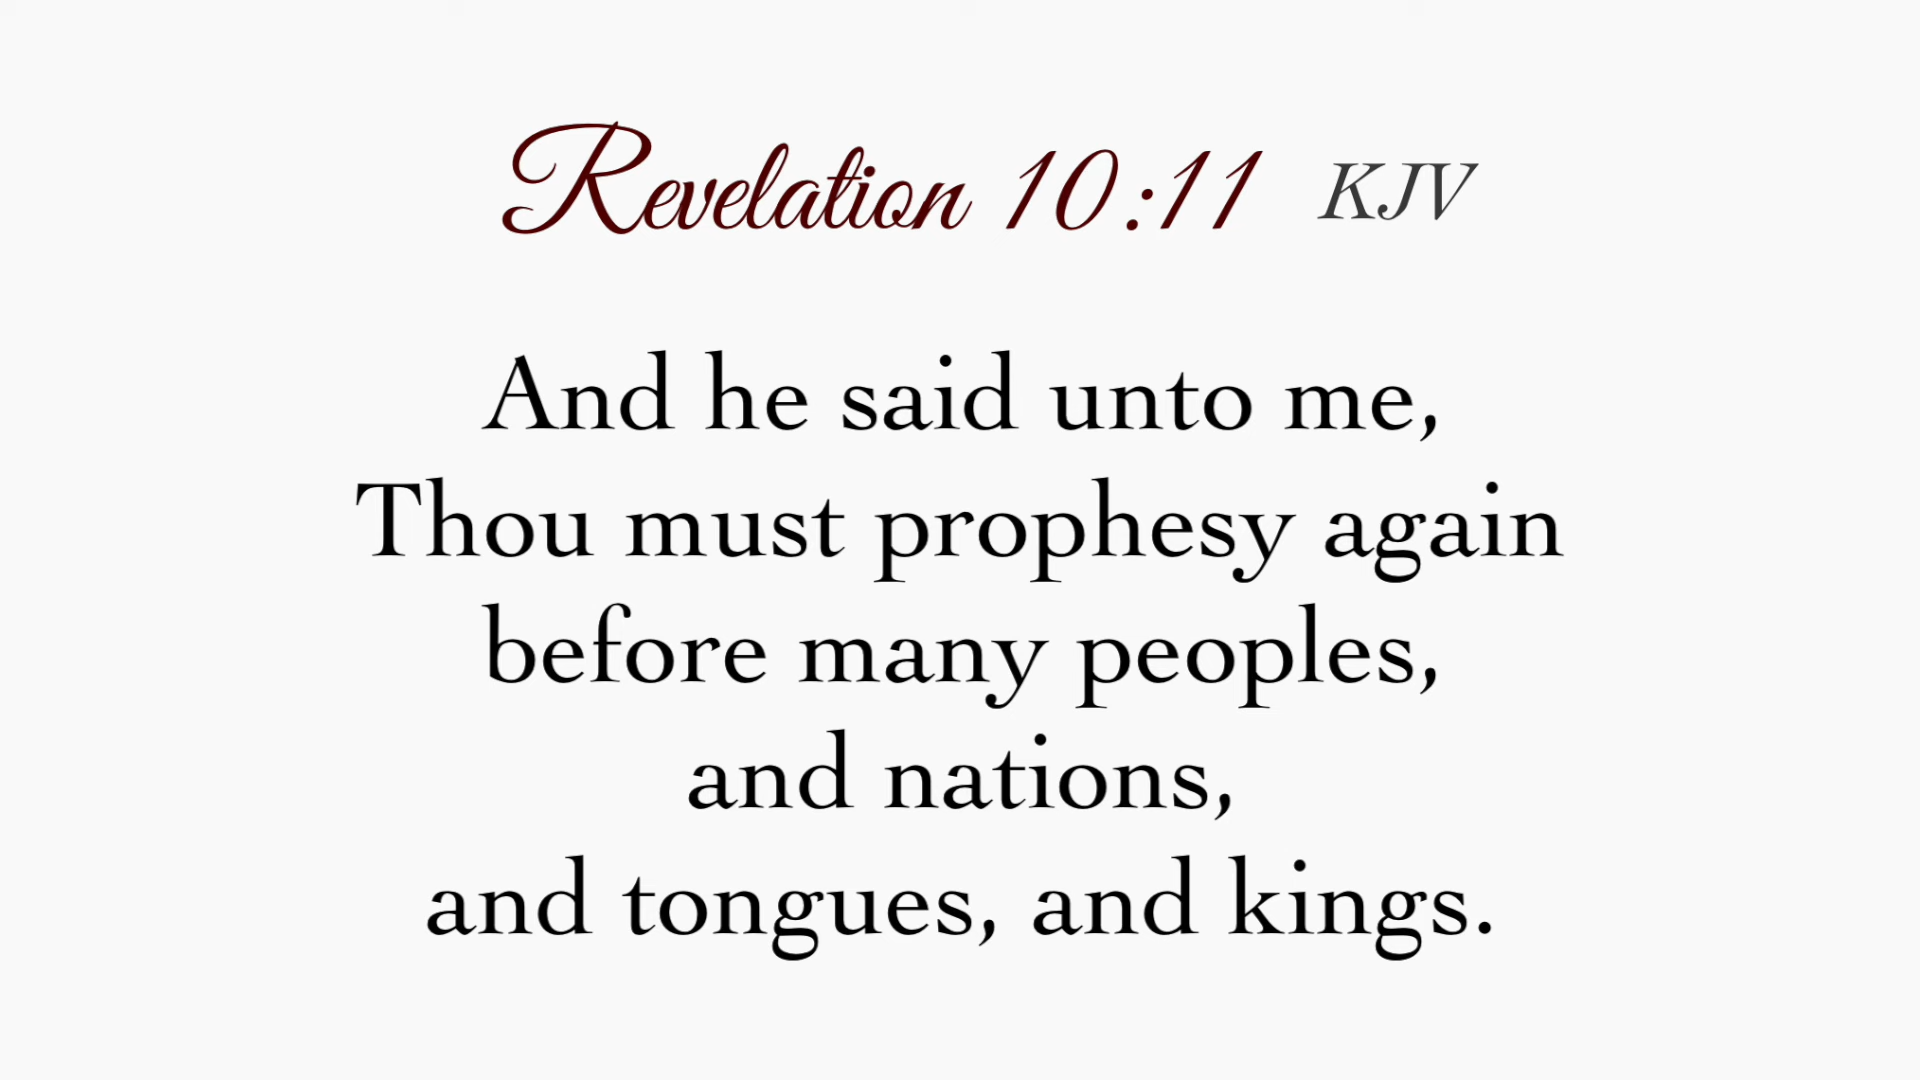 Revelation 10:11 KJV
And he said unto me,
Thou must prophesy again
before many peoples,
and nations,
and tongues, and kings.